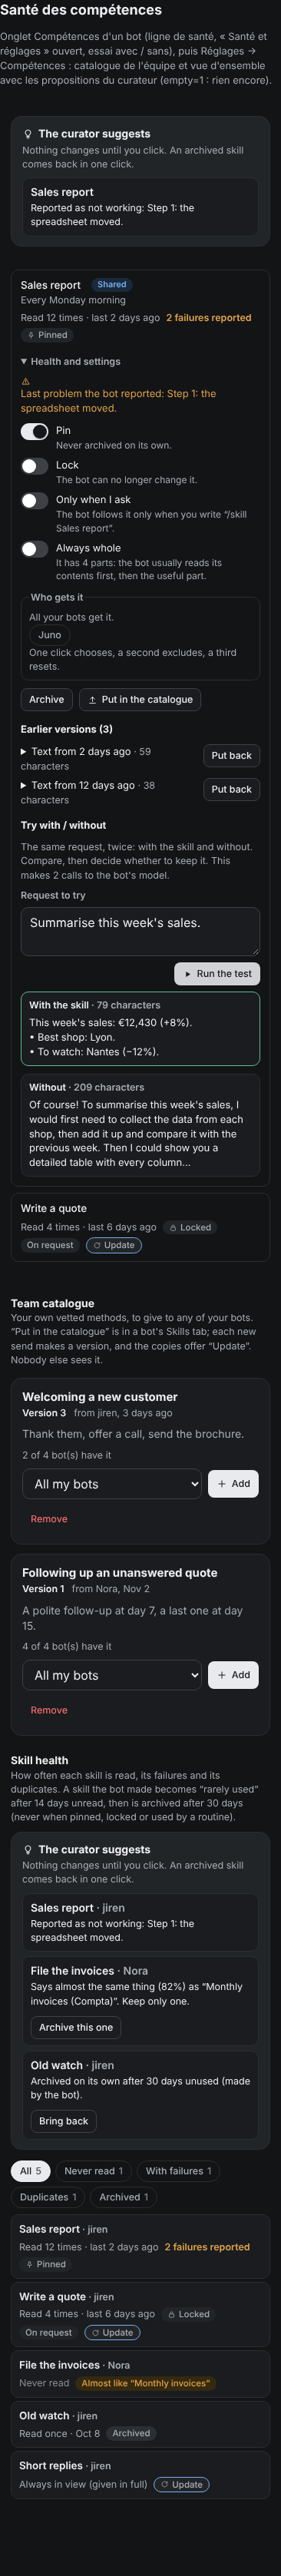 Santé des compétences
Onglet Compétences d'un bot (ligne de santé, « Santé et
réglages » ouvert, essai avec / sans), puis Réglages →
Compétences : catalogue de l'équipe et vue d'ensemble
avec les propositions du curateur (empty=1 : rien encore).
The curator suggests
Nothing changes until you click. An archived skill
comes back in one click.
Sales report
Reported as not working: Step 1: the
spreadsheet moved.
Sales report Shared
Every Monday morning
Read 12 times · last 2 days ago 2 failures reported
Pinned
▼ Health and settings
Last problem the bot reported: Step 1: the
spreadsheet moved.
Pin
Never archived on its own.
Lock
The bot can no longer change it.
Only when I ask
The bot follows it only when you write “/skill
Sales report”.
Always whole
It has 4 parts: the bot usually reads its
contents first, then the useful part.
Who gets it
All your bots get it.
Juno
One click chooses, a second excludes, a third
resets.
Archive Put in the catalogue
Earlier versions (3)
▶ Text from 2 days ago · 59
characters
Put back
▶ Text from 12 days ago · 38
characters
Put back
Try with / without
The same request, twice: with the skill and without.
Compare, then decide whether to keep it. This
makes 2 calls to the bot's model.
Request to try
Summarise this week's sales.
Run the test
With the skill · 79 characters
This week's sales: €12,430 (+8%).
• Best shop: Lyon.
• To watch: Nantes (−12%).
Without · 209 characters
Of course! To summarise this week's sales, I
would first need to collect the data from each
shop, then add it up and compare it with the
previous week. Then I could show you a
detailed table with every column…
Write a quote
Read 4 times · last 6 days ago Locked
On request Update
Team catalogue
Your own vetted methods, to give to any of your bots.
“Put in the catalogue” is in a bot's Skills tab; each new
send makes a version, and the copies offer “Update”.
Nobody else sees it.
Welcoming a new customer
Version 3 from jiren, 3 days ago
Thank them, offer a call, send the brochure.
2 of 4 bot(s) have it
All my bots + Add
Remove
Following up an unanswered quote
Version 1 from Nora, Nov 2
A polite follow-up at day 7, a last one at day
15.
4 of 4 bot(s) have it
All my bots + Add
Remove
Skill health
How often each skill is read, its failures and its
duplicates. A skill the bot made becomes “rarely used”
after 14 days unread, then is archived after 30 days
(never when pinned, locked or used by a routine).
The curator suggests
Nothing changes until you click. An archived skill
comes back in one click.
Sales report · jiren
Reported as not working: Step 1: the
spreadsheet moved.
File the invoices · Nora
Says almost the same thing (82%) as “Monthly
invoices (Compta)”. Keep only one.
Archive this one
Old watch · jiren
Archived on its own after 30 days unused (made
by the bot).
Bring back
All 5 Never read 1 With failures 1
Duplicates 1 Archived 1
Sales report · jiren
Read 12 times · last 2 days ago 2 failures reported
Pinned
Write a quote · jiren
Read 4 times · last 6 days ago Locked
On request Update
File the invoices · Nora
Never read Almost like “Monthly invoices”
Old watch · jiren
Read once · Oct 8 Archived
Short replies · jiren
Always in view (given in full) Update